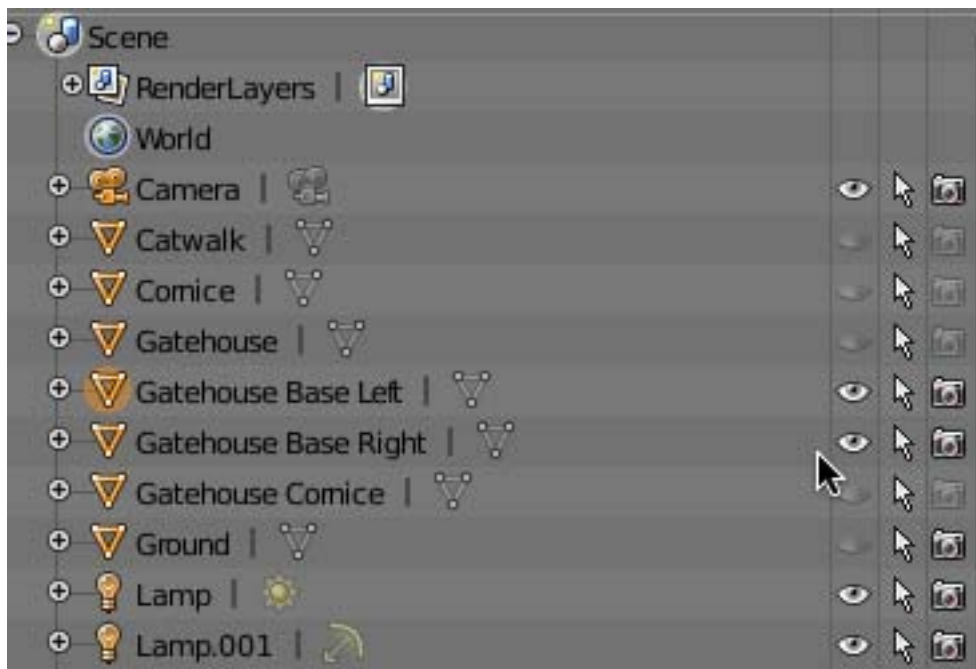 Scene
RenderLayers |
World
Camera |
Catwalk |
Cornice |
Gatehouse |
Gatehouse Base Left |
Gatehouse Base Right |
Gatehouse Cornice |
Ground |
Lamp |
Lamp.001 |